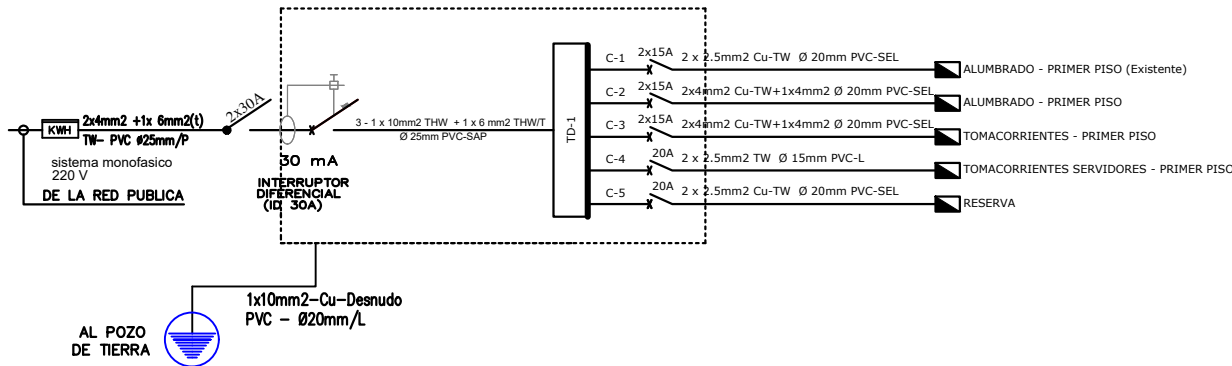 KWH
2x4mm2 +1x 6mm2(t)
TW- PVC Ø25mm/P
sistema monofasico
220 V
DE LA RED PUBLICA
2x30A
30 mA
INTERRUPTOR
DIFERENCIAL
(ID 30A)
3 - 1 x 10mm2 THW + 1 x 6 mm2 THW/T
Ø 25mm PVC-SAP
TD-1
C-1 2x15A 2 x 2.5mm2 Cu-TW Ø 20mm PVC-SEL
ALUMBRADO - PRIMER PISO (Existente)
C-2 2x15A 2x4mm2 Cu-TW+1x4mm2 Ø 20mm PVC-SEL
ALUMBRADO - PRIMER PISO
C-3 2x15A 2x4mm2 Cu-TW+1x4mm2 Ø 20mm PVC-SEL
TOMACORRIENTES - PRIMER PISO
C-4 20A 2 x 2.5mm2 TW Ø 15mm PVC-L
TOMACORRIENTES SERVIDORES - PRIMER PISO
C-5 20A 2 x 2.5mm2 Cu-TW Ø 20mm PVC-SEL
RESERVA
1x10mm2-Cu-Desnudo
PVC - Ø20mm/L
AL POZO
DE TIERRA